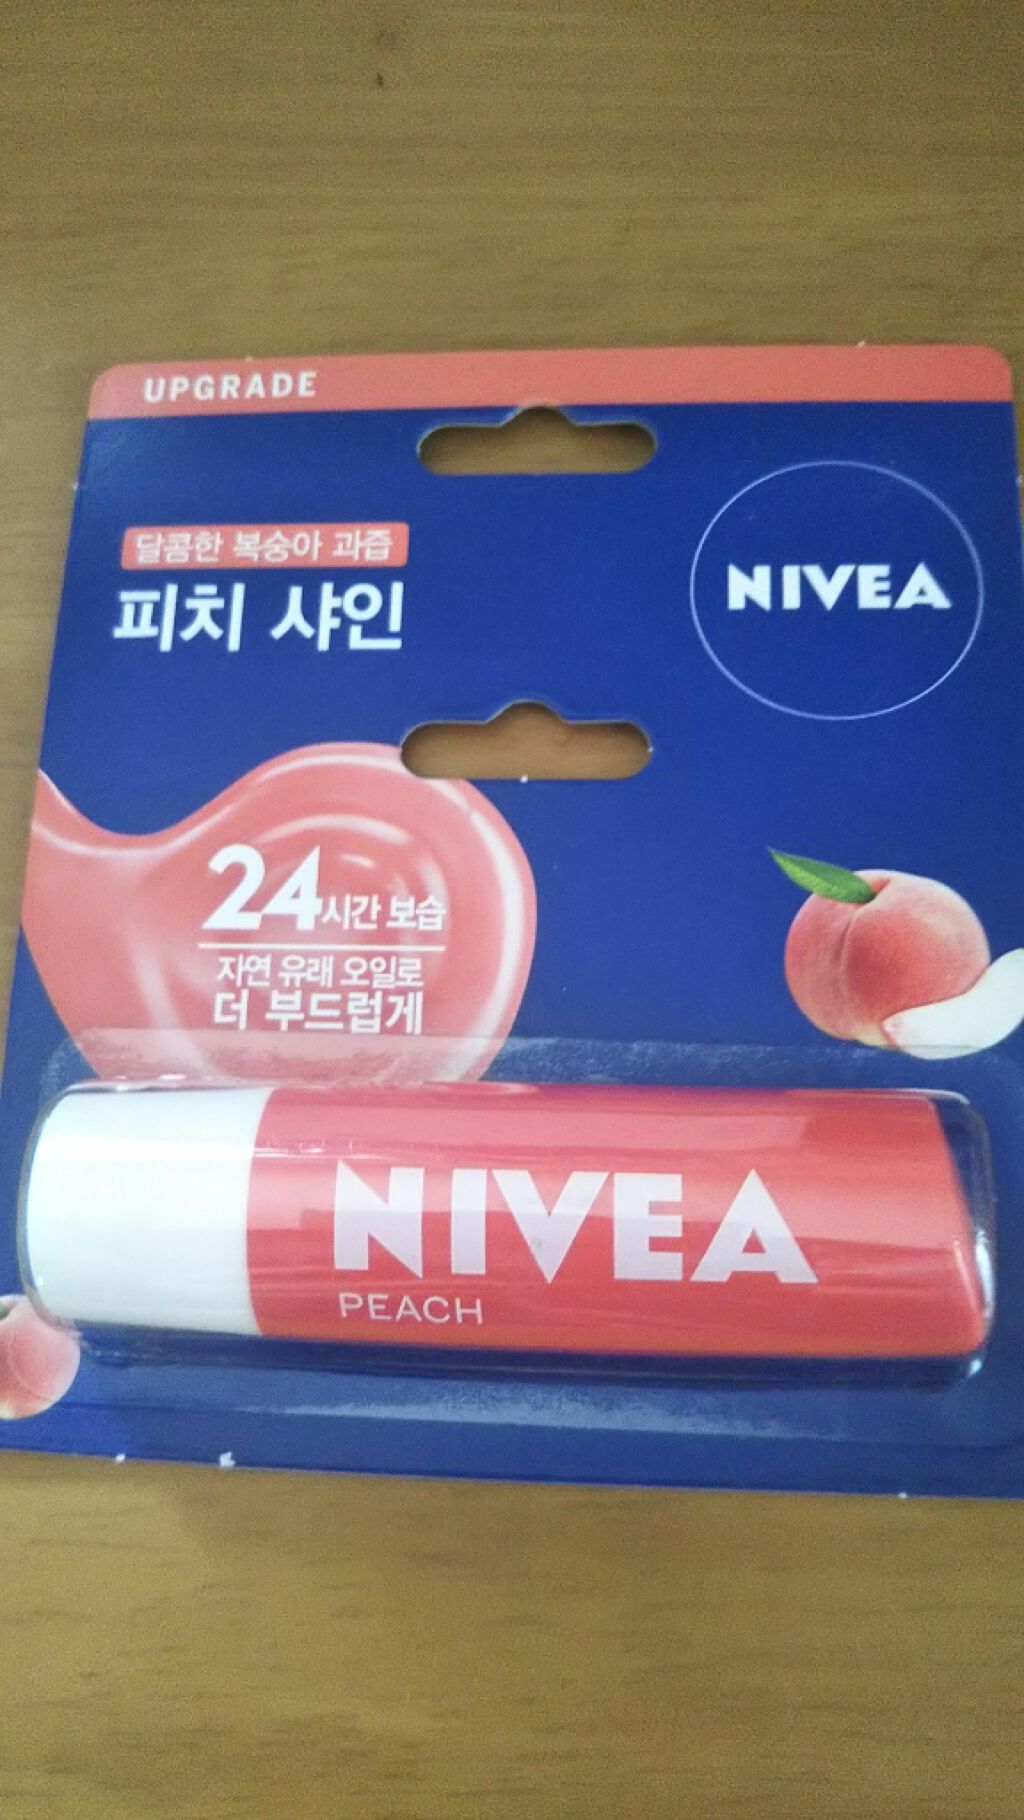 UPGRADE
달콤한 복숭아 과즙
피치 샤인
NIVEA
24시간 보습
자연 유래 오일로
더 부드럽게
NIVEA
PEACH